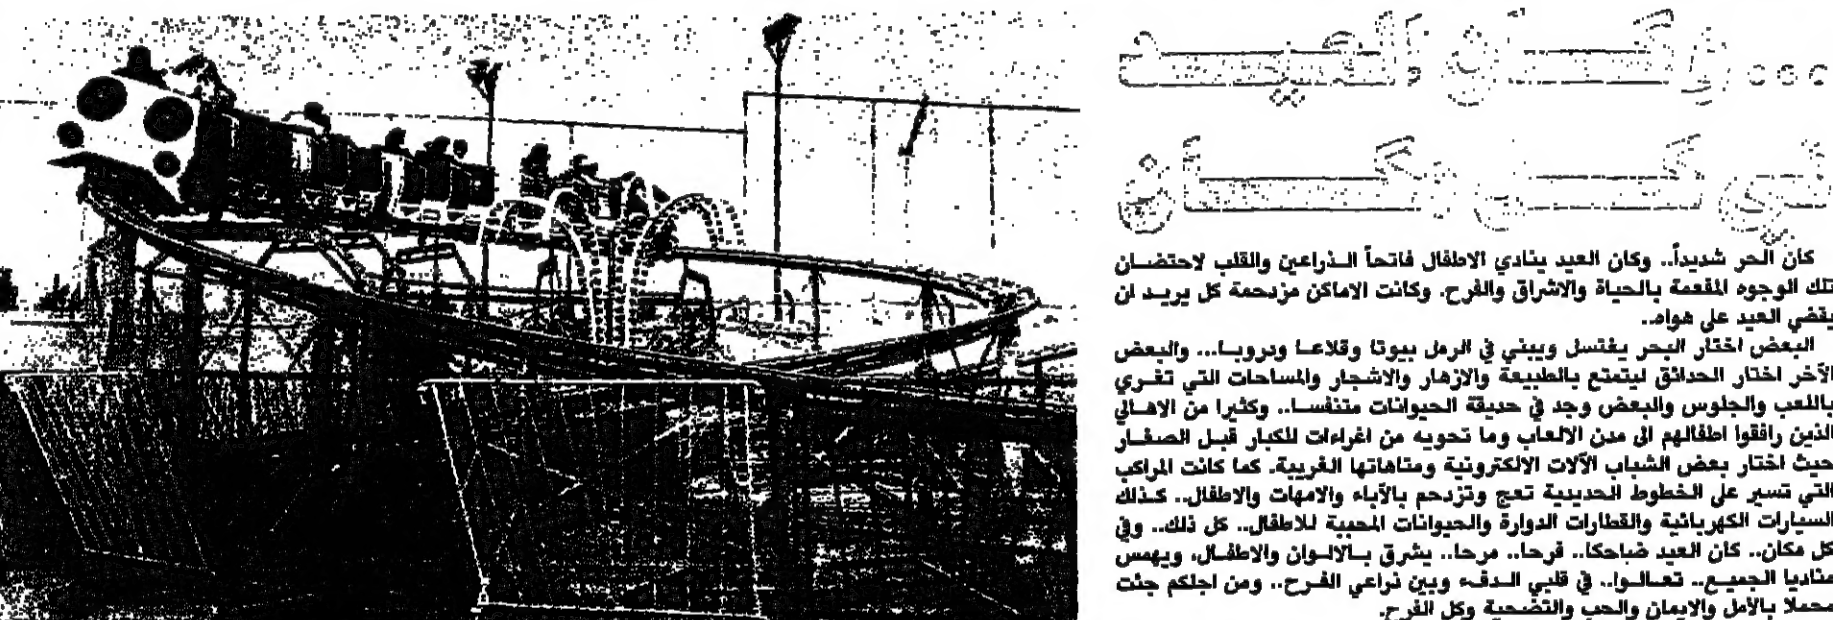 ... وكان العيد
في كل مكان
كان الحر شديداً.. وكان العيد ينادي الاطفال فاتحاً الذراعين والقلب لاحتضان
تلك الوجوه المفعمة بالحياة والاشراق والفرح. وكانت الاماكن مزدحمة كل يريد ان
يقضي العيد على هواه..
البعض اختار البحر يغتسل ويبني في الرمل بيوتا وقلاعا ودروبا... والبعض
الآخر اختار الحدائق ليتمتع بالطبيعة والازهار والاشجار والمساحات التي تغري
باللعب والجلوس والبعض وجد في حديقة الحيوانات متنفسا.. وكثيرا من الاهالي
الذين رافقوا اطفالهم الى مدن الالعاب وما تحويه من اغراءات للكبار قبل الصغار
حيث اختار بعض الشباب الآلات الالكترونية ومتاهاتها الغريبة. كما كانت المراكب
التي تسير على الخطوط الحديدية تعج وتزدحم بالآباء والامهات والاطفال.. كذلك
السيارات الكهربائية والقطارات الدوارة والحيوانات المحببة للاطفال.. كل ذلك.. وفي
كل مكان.. كان العيد ضاحكا.. فرحا.. مرحا.. يشرق بالالوان والاطفال، ويهمس
مناديا الجميع.. تعالوا.. في قلبي الدفء وبين ذراعي الفرح.. ومن اجلكم جئت
محملا بالأمل والايمان والحب والتضحية وكل الفرح.